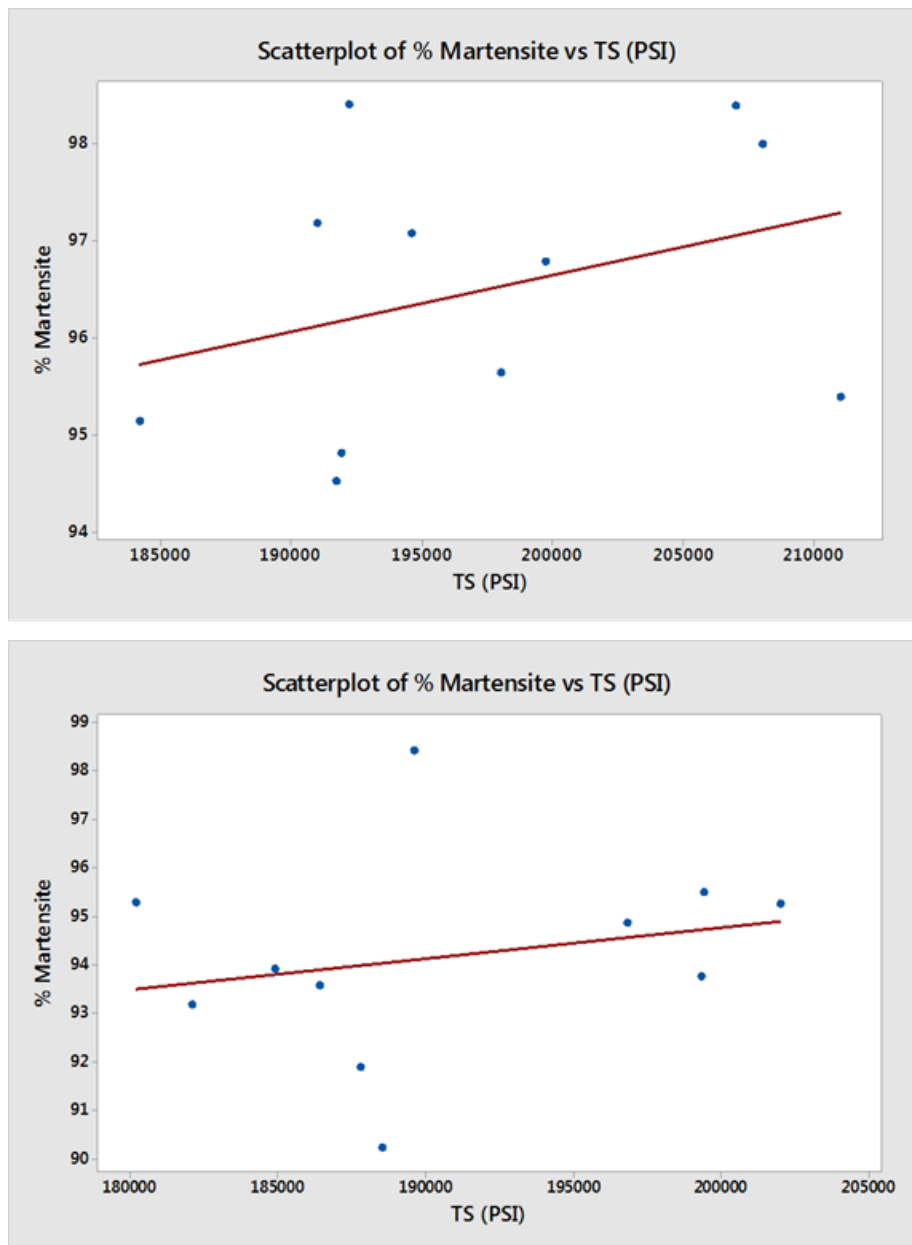 Scatterplot of % Martensite vs TS (PSI)
98
97
96
95
94
% Martensite
185000 190000 195000 200000 205000 210000
TS (PSI)
Scatterplot of % Martensite vs TS (PSI)
99
98
97
96
95
94
93
92
91
90
% Martensite
180000 185000 190000 195000 200000 205000
TS (PSI)